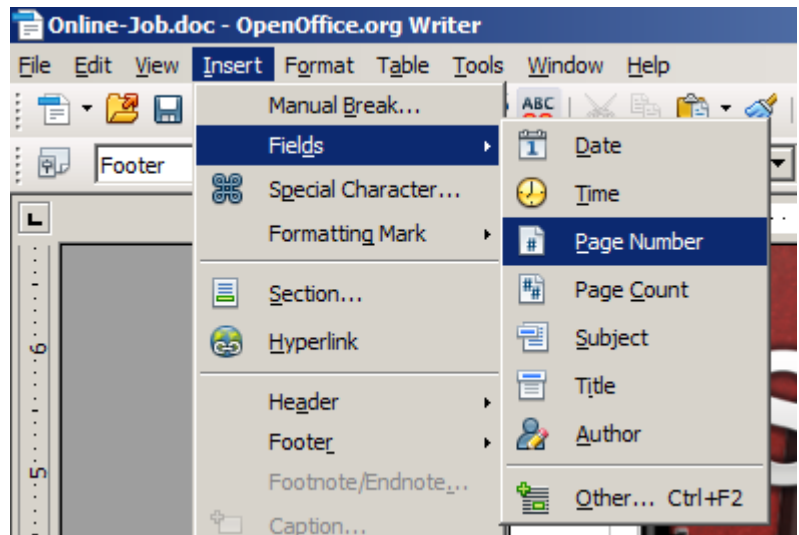 Online-Job.doc - OpenOffice.org Writer
File Edit View Insert Format Table Tools Window Help
Manual Break...
ABC
Fields
Date
Footer
Special Character...
Time
L
Formatting Mark
Page Number
#
Section...
Page Count
##
#
Hyperlink
Subject
6
Title
Header
Author
Footer
5
Footnote/Endnote...
Other... Ctrl+F2
Caption...